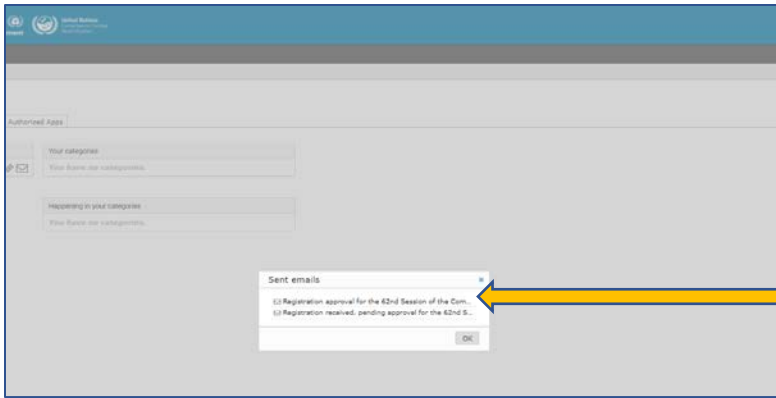 United Nations
Authorized Apps
Your categories
You have no categories.
Happening in your categories
You have no categories.
Sent emails
×
Registration approval for the 62nd Session of the Com...
Registration received, pending approval for the 62nd S...
OK